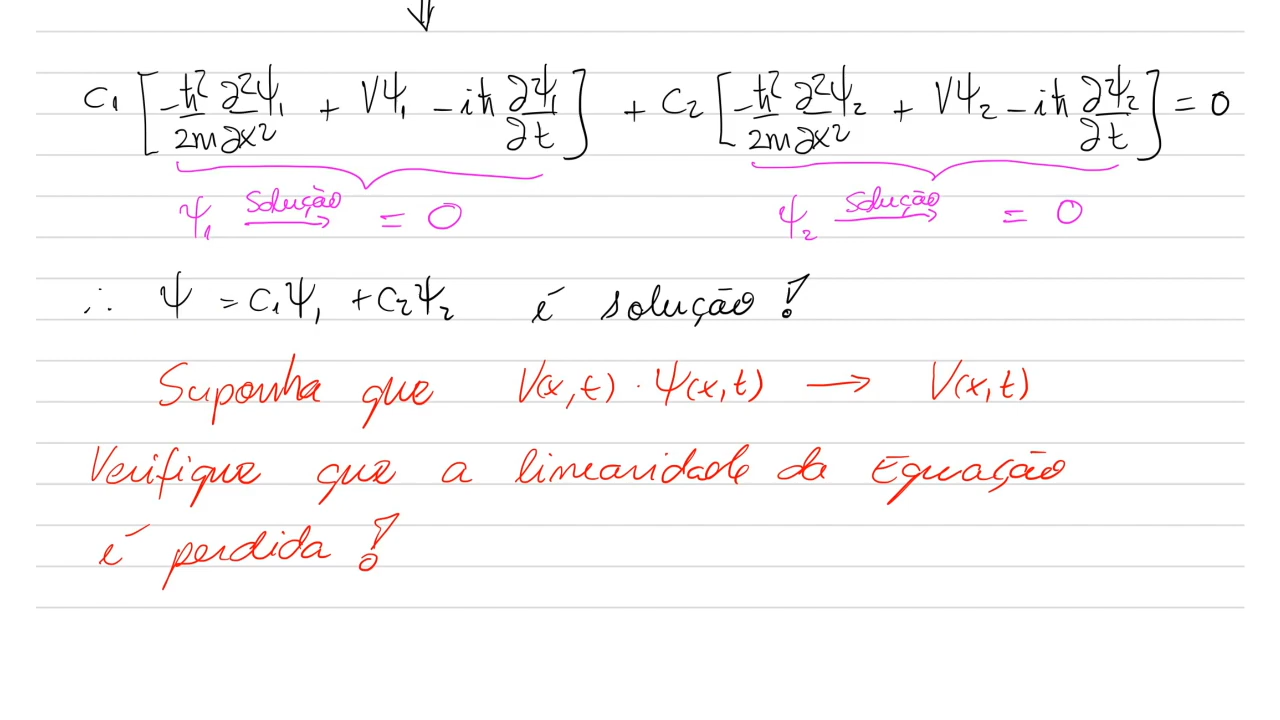 ⇓
C₁ [-ħ²/2m ∂²Ψ₁/∂x² + VΨ₁ - iħ ∂Ψ₁/∂t] + C₂ [-ħ²/2m ∂²Ψ₂/∂x² + VΨ₂ - iħ ∂Ψ₂/∂t] = 0
Ψ₁ solução → = 0 Ψ₂ solução → = 0
∴ Ψ = C₁Ψ₁ + C₂Ψ₂ é solução!
Suponha que V(x,t) · Ψ(x,t) → V(x,t)
Verifique que a linearidade da Equação
é perdida!